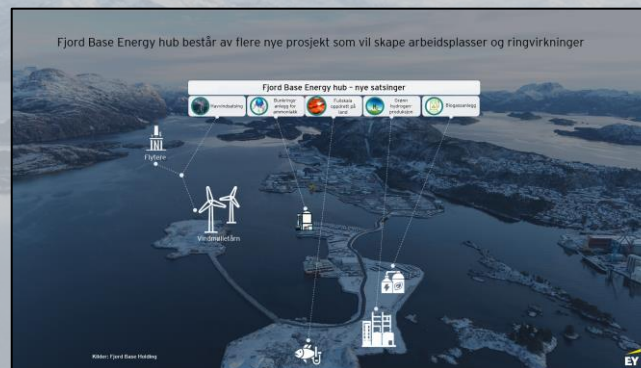 Fjord Base Energy hub består av flere nye prosjekt som vil skape arbeidsplasser og ringvirkninger
Fjord Base Energy hub – nye satsinger
Havvindsatsing
Bunkrings-
anlegg for
ammoniakk
Fullskala
oppdrett på
land
Grønn
hydrogen
produksjon
Biogassanlegg
Flytere
Vindmølletårn
Kilder: Fjord Base Holding
EY